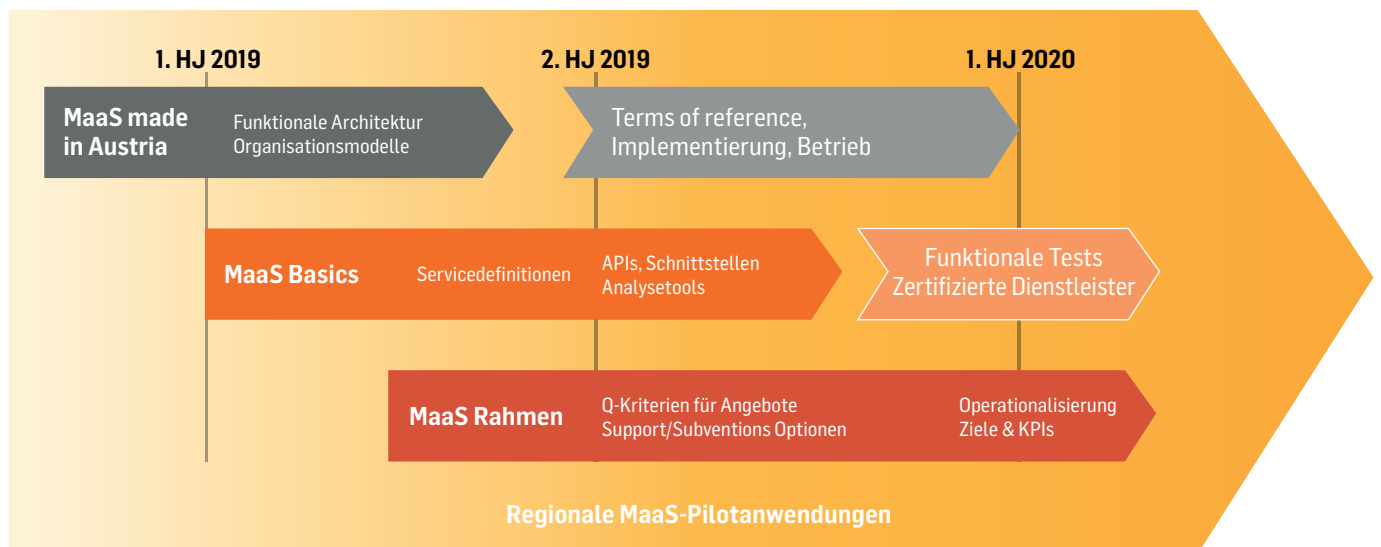 1. HJ 2019
2. HJ 2019
1. HJ 2020
MaaS made
in Austria
Funktionale Architektur
Organisationsmodelle
Terms of reference,
Implementierung, Betrieb
MaaS Basics
Servicedefinitionen
APIs, Schnittstellen
Analysetools
Funktionale Tests
Zertifizierte Dienstleister
MaaS Rahmen
Q-Kriterien für Angebote
Support/Subventions Optionen
Operationalisierung
Ziele & KPIs
Regionale MaaS-Pilotanwendungen